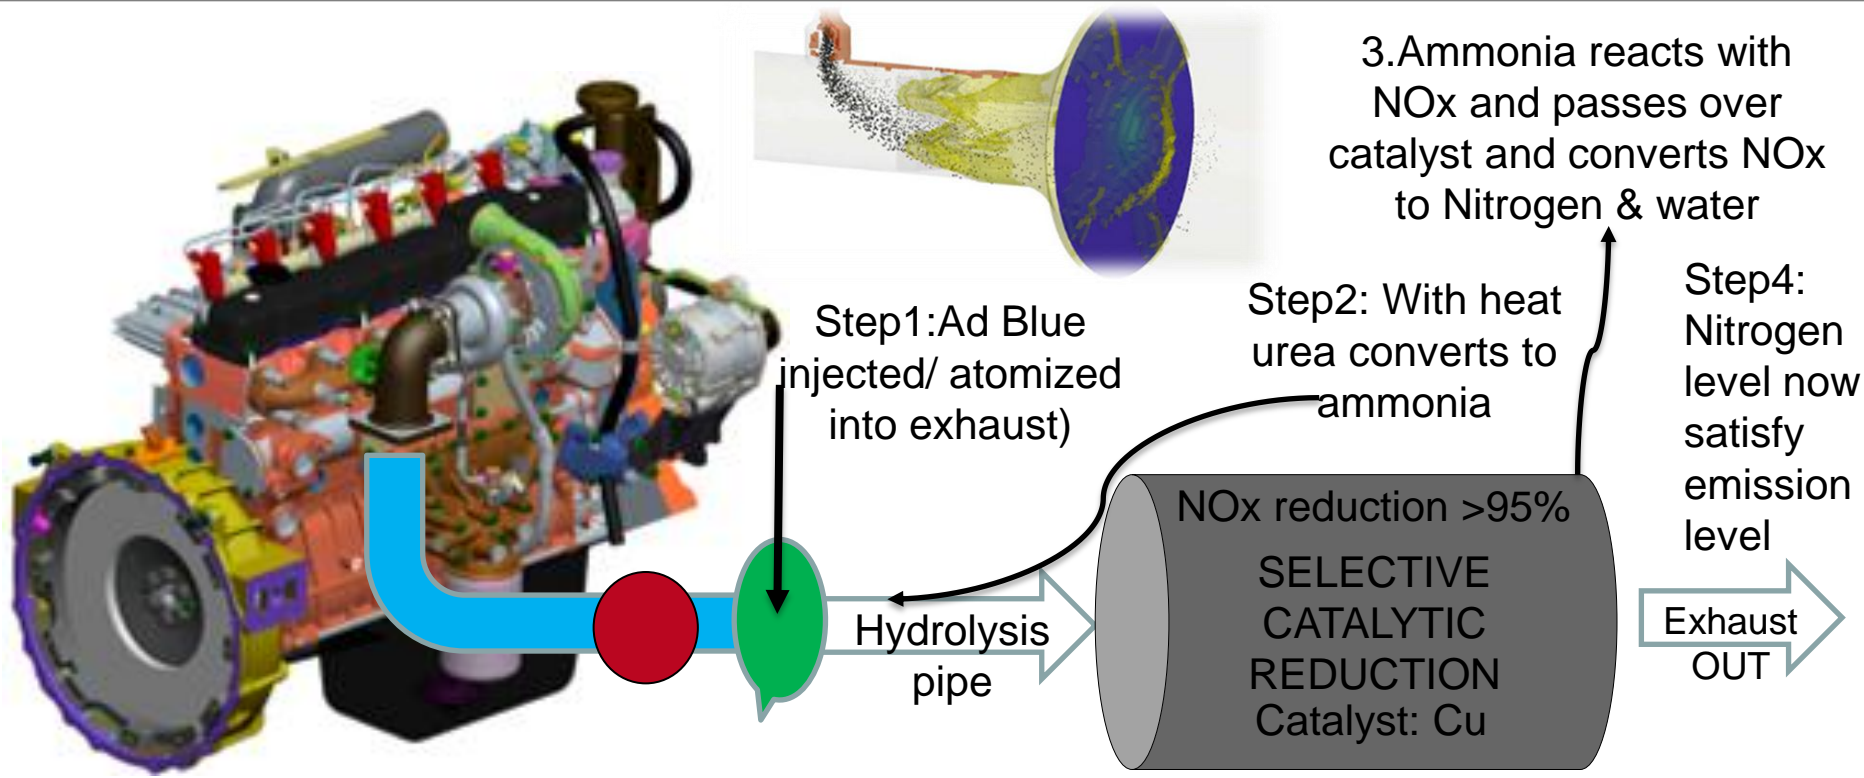 Step1:Ad Blue
injected/ atomized
into exhaust)
Step2: With heat
urea converts to
ammonia
3.Ammonia reacts with
NOx and passes over
catalyst and converts NOx
to Nitrogen & water
Step4:
Nitrogen
level now
satisfy
emission
level
Hydrolysis
pipe
NOx reduction >95%
SELECTIVE
CATALYTIC
REDUCTION
Catalyst: Cu
Exhaust
OUT